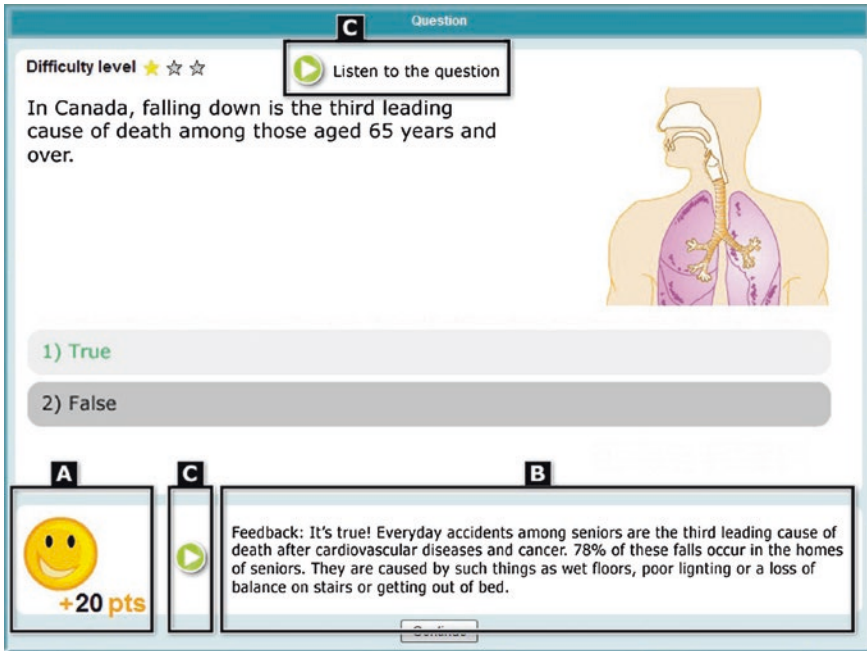 Question
C
Difficulty level
Listen to the question
In Canada, falling down is the third leading
cause of death among those aged 65 years and
over.
1) True
2) False
A
C
B
Feedback: It's true! Everyday accidents among seniors are the third leading cause of
death after cardiovascular diseases and cancer. 78% of these falls occur in the homes
of seniors. They are caused by such things as wet floors, poor lignting or a loss of
balance on stairs or getting out of bed.
+20 pts
Continue